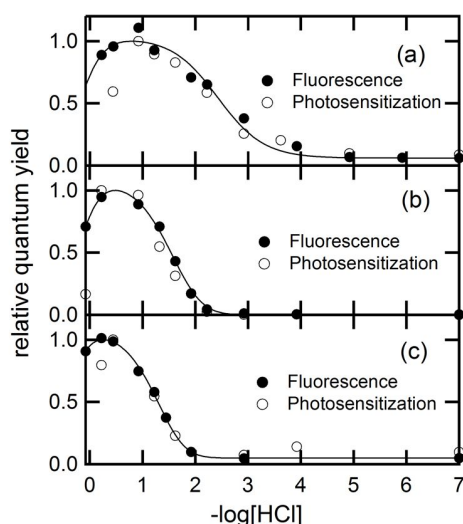 1.0
(a)
Fluorescence
Photosensitization
0.5
0.0
1.0
(b)
Fluorescence
Photosensitization
0.5
0.0
1.0
(c)
Fluorescence
Photosensitization
0.5
0.0
0 1 2 3 4 5 6 7
-log[HCl]
relative quantum yield